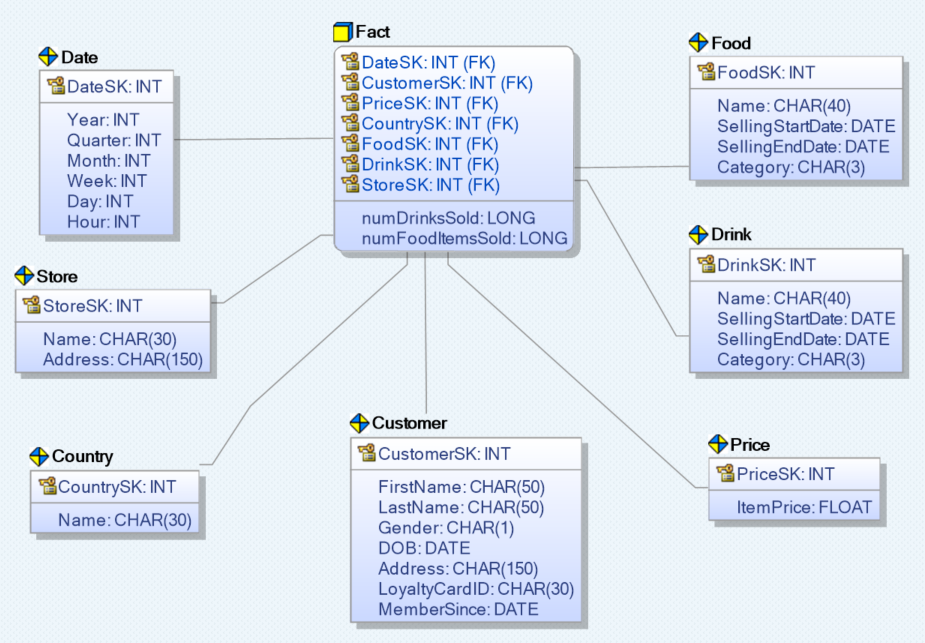 Date
DateSK: INT
Year: INT
Quarter: INT
Month: INT
Week: INT
Day: INT
Hour: INT
Fact
DateSK: INT (FK)
CustomerSK: INT (FK)
PriceSK: INT (FK)
CountrySK: INT (FK)
FoodSK: INT (FK)
DrinkSK: INT (FK)
StoreSK: INT (FK)
numDrinksSold: LONG
numFoodItemsSold: LONG
Food
FoodSK: INT
Name: CHAR(40)
SellingStartDate: DATE
SellingEndDate: DATE
Category: CHAR(3)
Drink
DrinkSK: INT
Name: CHAR(40)
SellingStartDate: DATE
SellingEndDate: DATE
Category: CHAR(3)
Store
StoreSK: INT
Name: CHAR(30)
Address: CHAR(150)
Country
CountrySK: INT
Name: CHAR(30)
Customer
CustomerSK: INT
FirstName: CHAR(50)
LastName: CHAR(50)
Gender: CHAR(1)
DOB: DATE
Address: CHAR(150)
LoyaltyCardID: CHAR(30)
MemberSince: DATE
Price
PriceSK: INT
ItemPrice: FLOAT